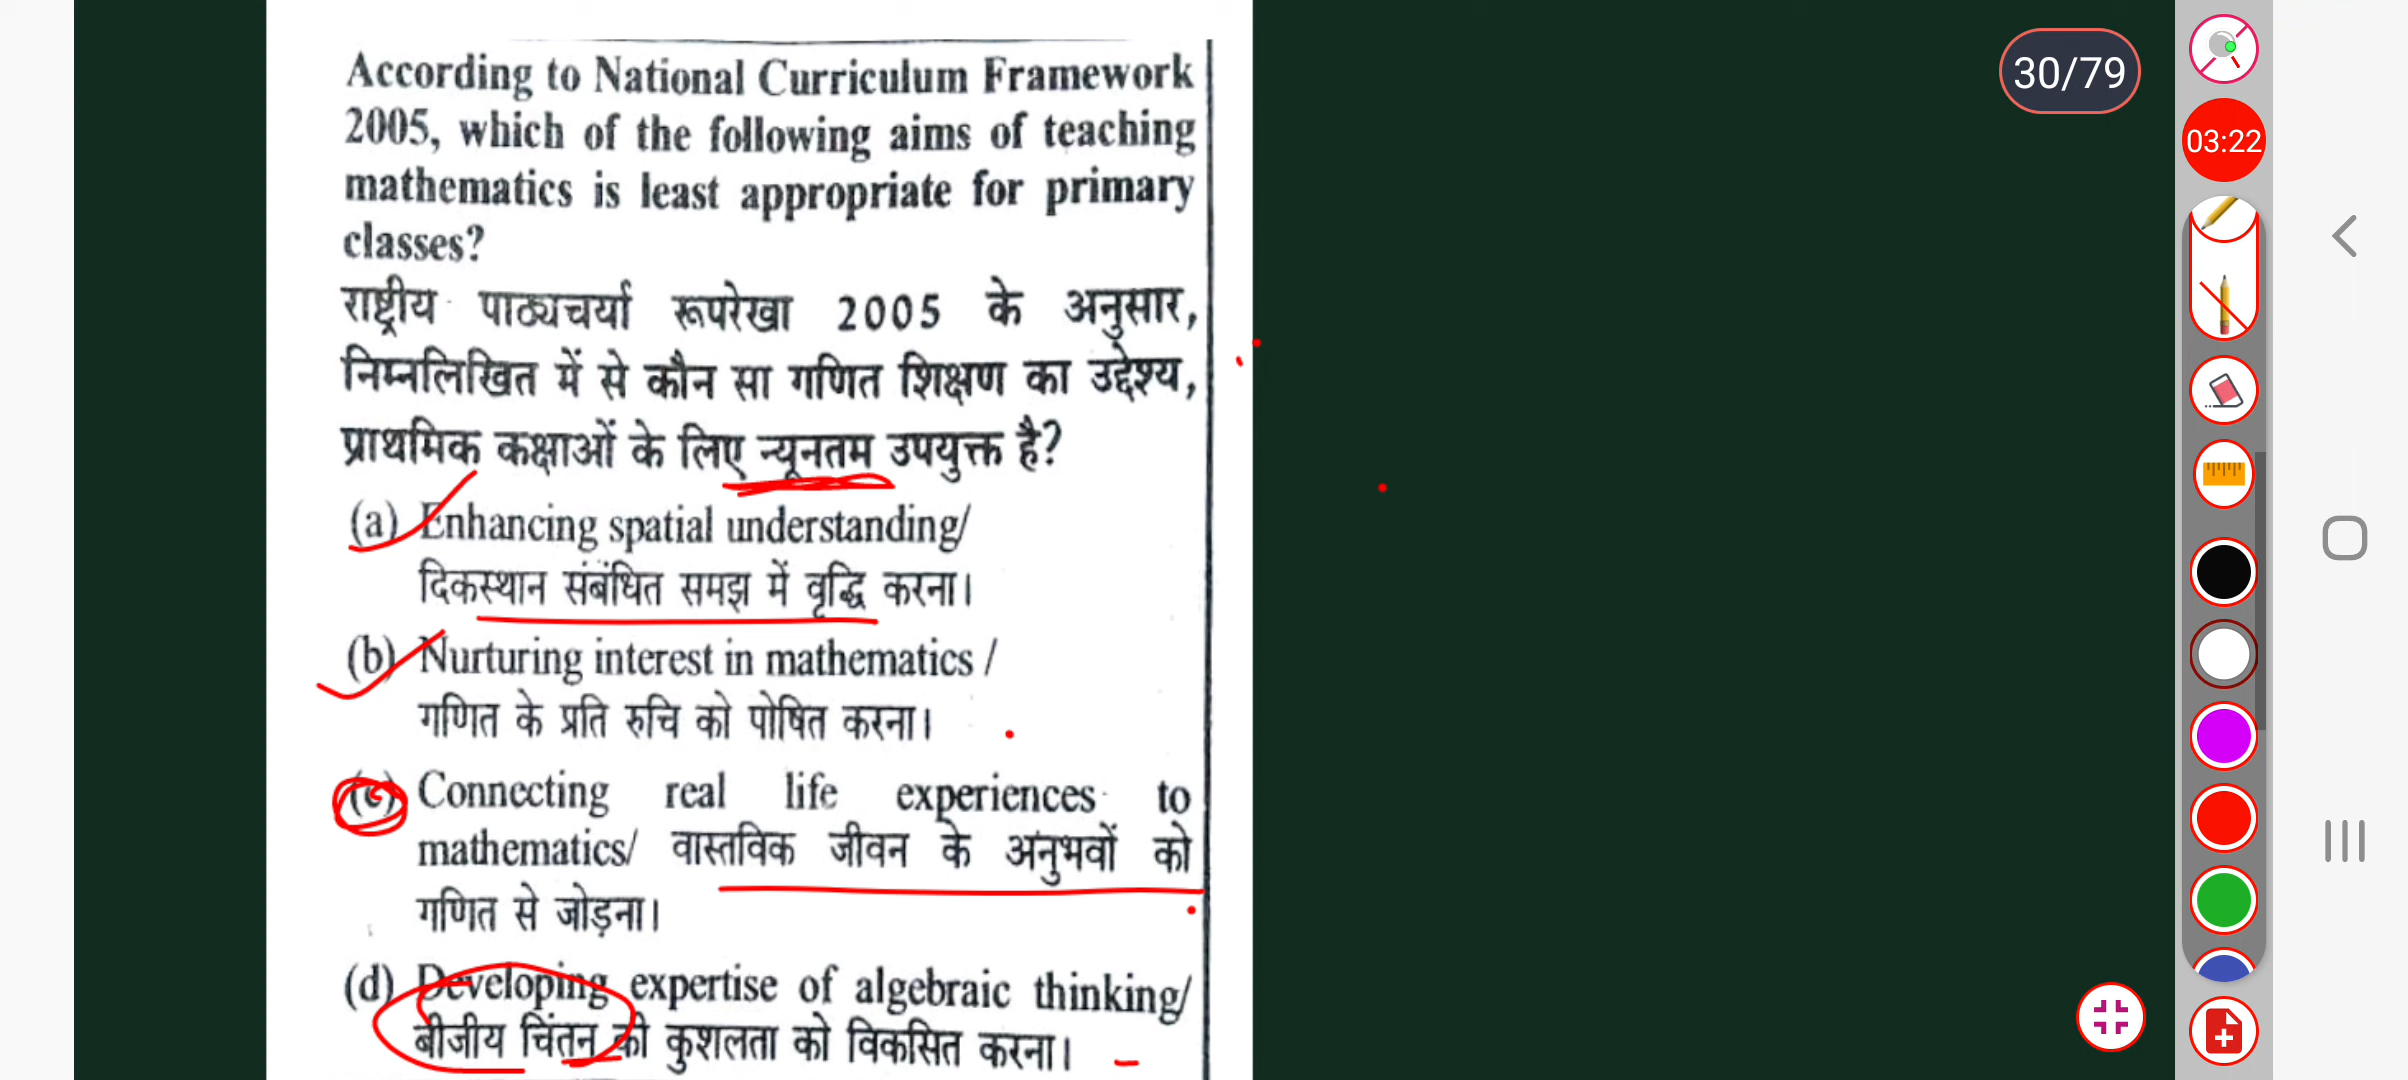 According to National Curriculum Framework
2005, which of the following aims of teaching
mathematics is least appropriate for primary
classes?
राष्ट्रीय पाठ्यचर्या रूपरेखा 2005 के अनुसार,
निम्नलिखित में से कौन सा गणित शिक्षण का उद्देश्य,
प्राथमिक कक्षाओं के लिए न्यूनतम उपयुक्त है?
(a) Enhancing spatial understanding/
दिकस्थान संबंधित समझ में वृद्धि करना।
(b) Nurturing interest in mathematics /
गणित के प्रति रुचि को पोषित करना।
(c) Connecting real life experiences to
mathematics/ वास्तविक जीवन के अनुभवों को
गणित से जोड़ना।
(d) Developing expertise of algebraic thinking/
बीजीय चिंतन की कुशलता को विकसित करना।
30/79
03:22